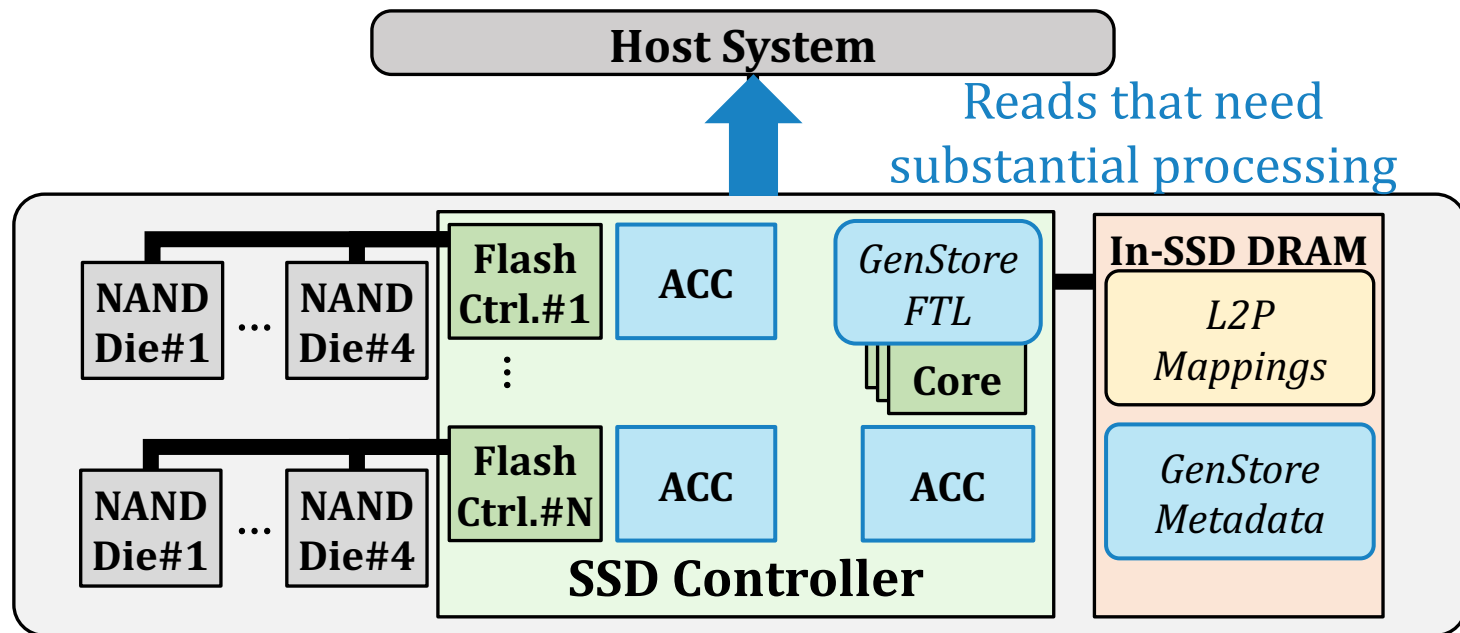 Host System
Reads that need
substantial processing
NAND
Die#1
...
NAND
Die#4
Flash
Ctrl.#1
...
ACC
GenStore
FTL
Core
In-SSD DRAM
L2P
Mappings
NAND
Die#1
...
NAND
Die#4
Flash
Ctrl.#N
ACC
ACC
GenStore
Metadata
SSD Controller